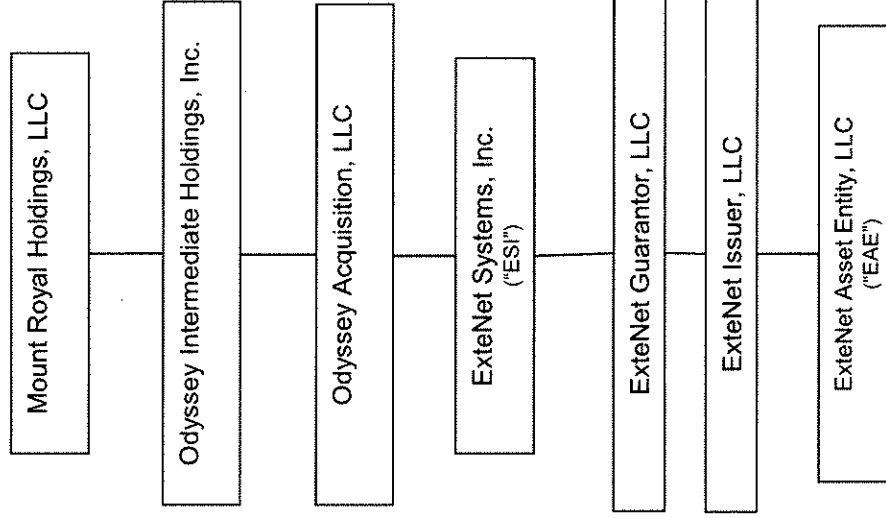 Mount Royal Holdings, LLC
Odyssey Intermediate Holdings, Inc.
Odyssey Acquisition, LLC
ExteNet Systems, Inc.
("ESI")
ExteNet Guarantor, LLC
ExteNet Issuer, LLC
ExteNet Asset Entity, LLC
("EAE")